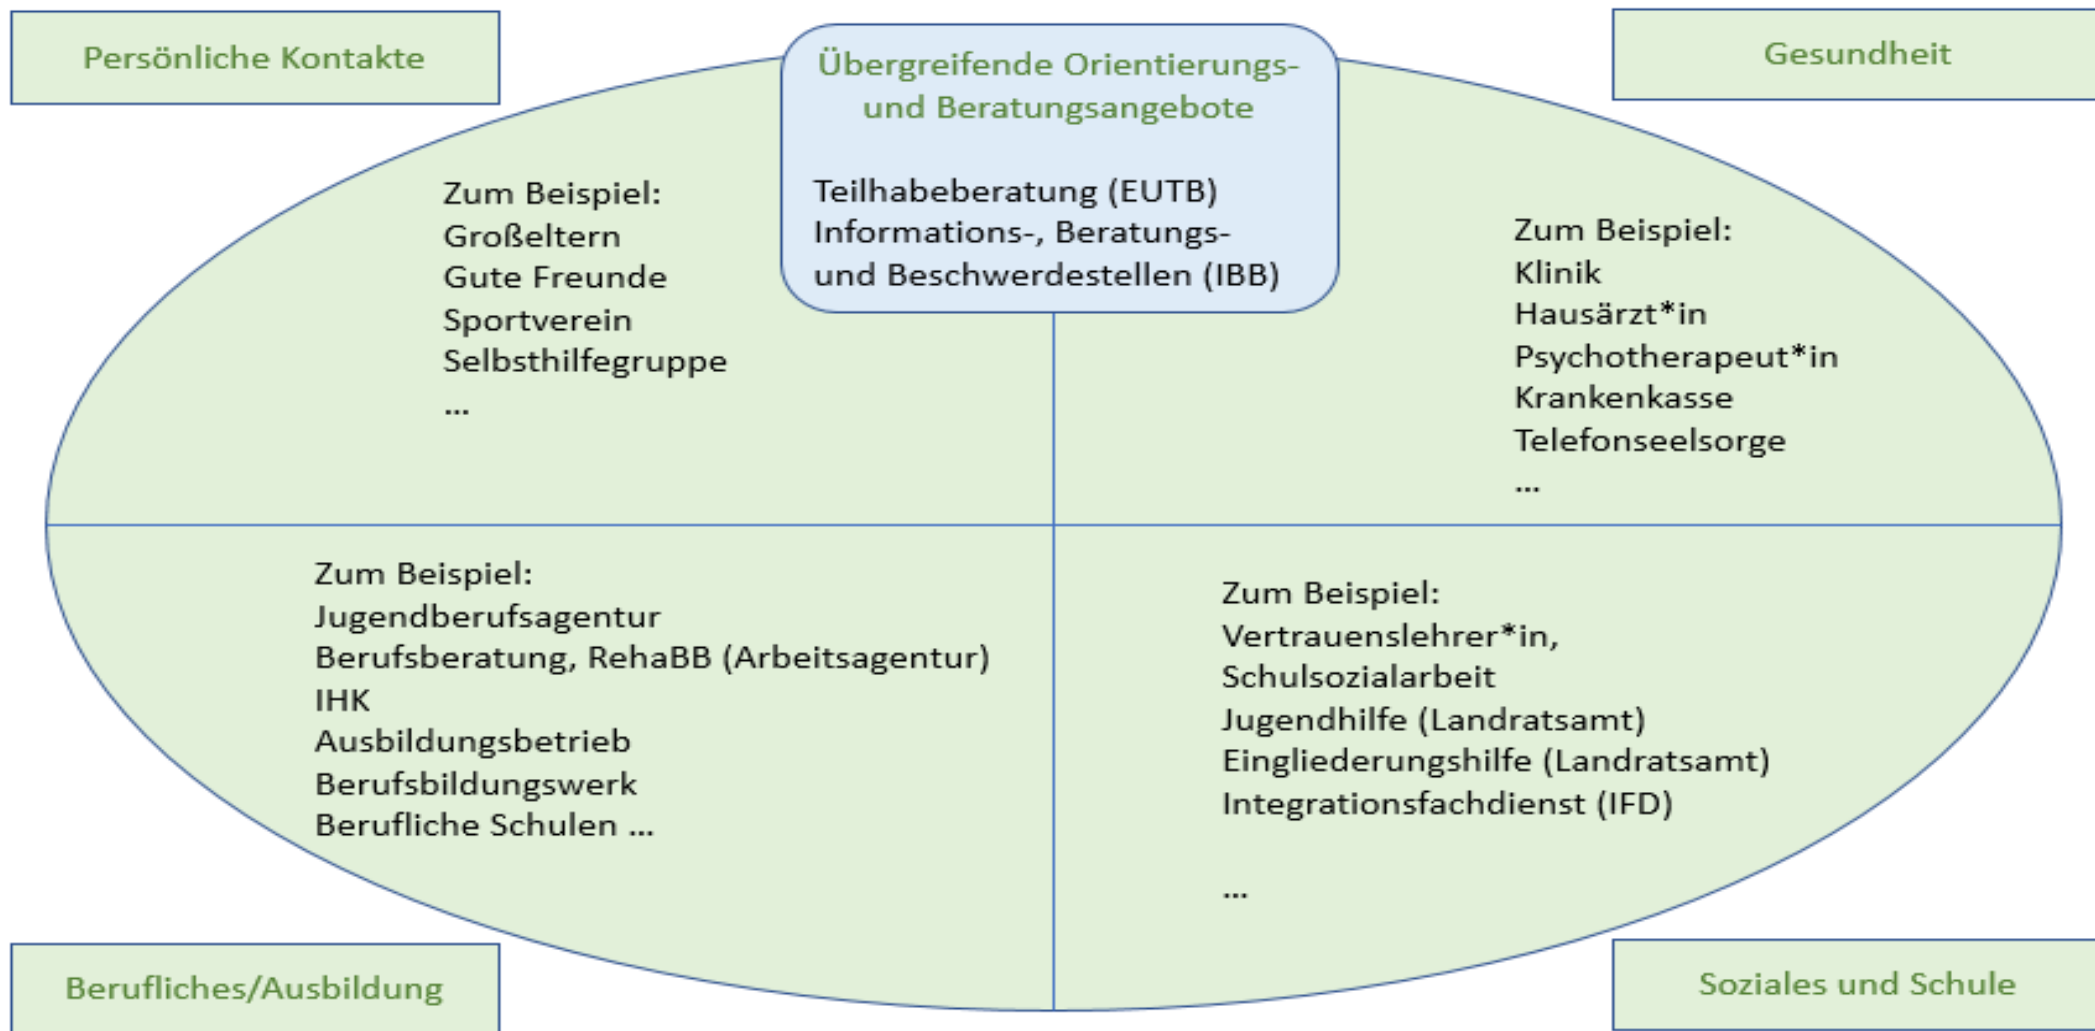 Persönliche Kontakte
Gesundheit
Übergreifende Orientierungs-
und Beratungsangebote
Teilhabeberatung (EUTB)
Informations-, Beratungs-
und Beschwerdestellen (IBB)
Zum Beispiel:
Großeltern
Gute Freunde
Sportverein
Selbsthilfegruppe
...
Zum Beispiel:
Klinik
Hausärzt*in
Psychotherapeut*in
Krankenkasse
Telefonseelsorge
...
Zum Beispiel:
Jugendberufsagentur
Berufsberatung, RehaBB (Arbeitsagentur)
IHK
Ausbildungsbetrieb
Berufsbildungswerk
Berufliche Schulen ...
Zum Beispiel:
Vertrauenslehrer*in,
Schulsozialarbeit
Jugendhilfe (Landratsamt)
Eingliederungshilfe (Landratsamt)
Integrationsfachdienst (IFD)
...
Berufliches/Ausbildung
Soziales und Schule